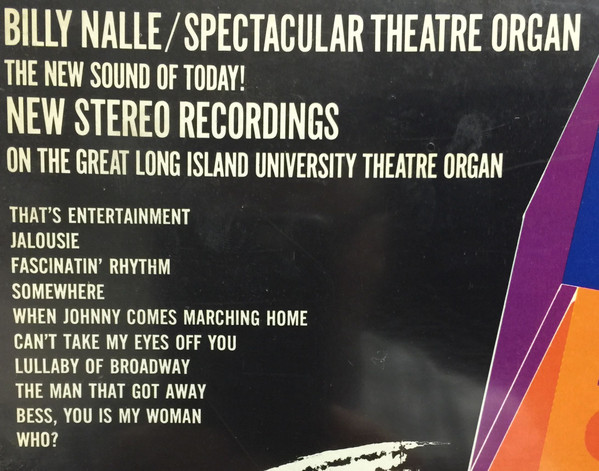 BILLY NALLE/SPECTACULAR THEATRE ORGAN
THE NEW SOUND OF TODAY!
NEW STEREO RECORDINGS
ON THE GREAT LONG ISLAND UNIVERSITY THEATRE ORGAN
THAT'S ENTERTAINMENT
JALOUSIE
FASCINATIN' RHYTHM
SOMEWHERE
WHEN JOHNNY COMES MARCHING HOME
CAN'T TAKE MY EYES OFF YOU
LULLABY OF BROADWAY
THE MAN THAT GOT AWAY
BESS, YOU IS MY WOMAN
WHO?